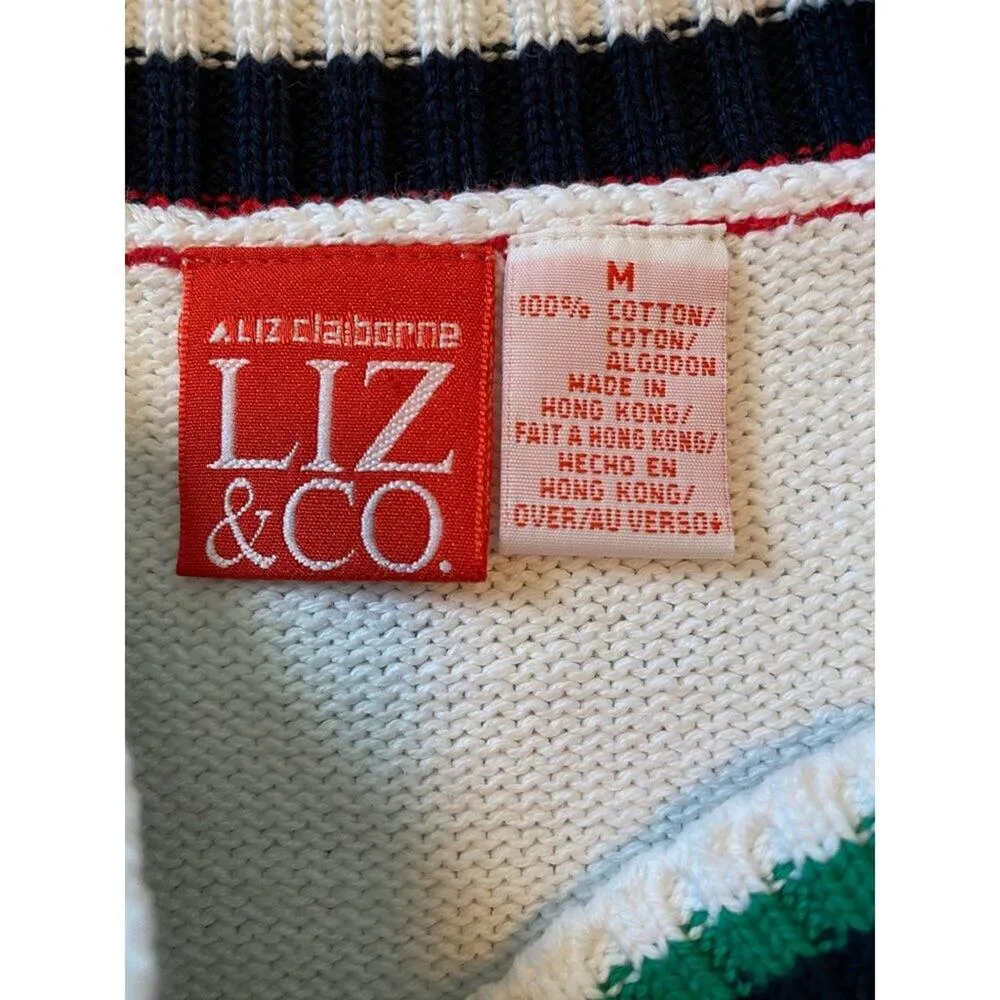 LIZ claiborne
LIZ
&CO.
M
100% COTTON/
COTON/
ALGODON
MADE IN
HONG KONG/
FAIT A HONG KONG/
HECHO EN
HONG KONG/
OVER/AU VERSO